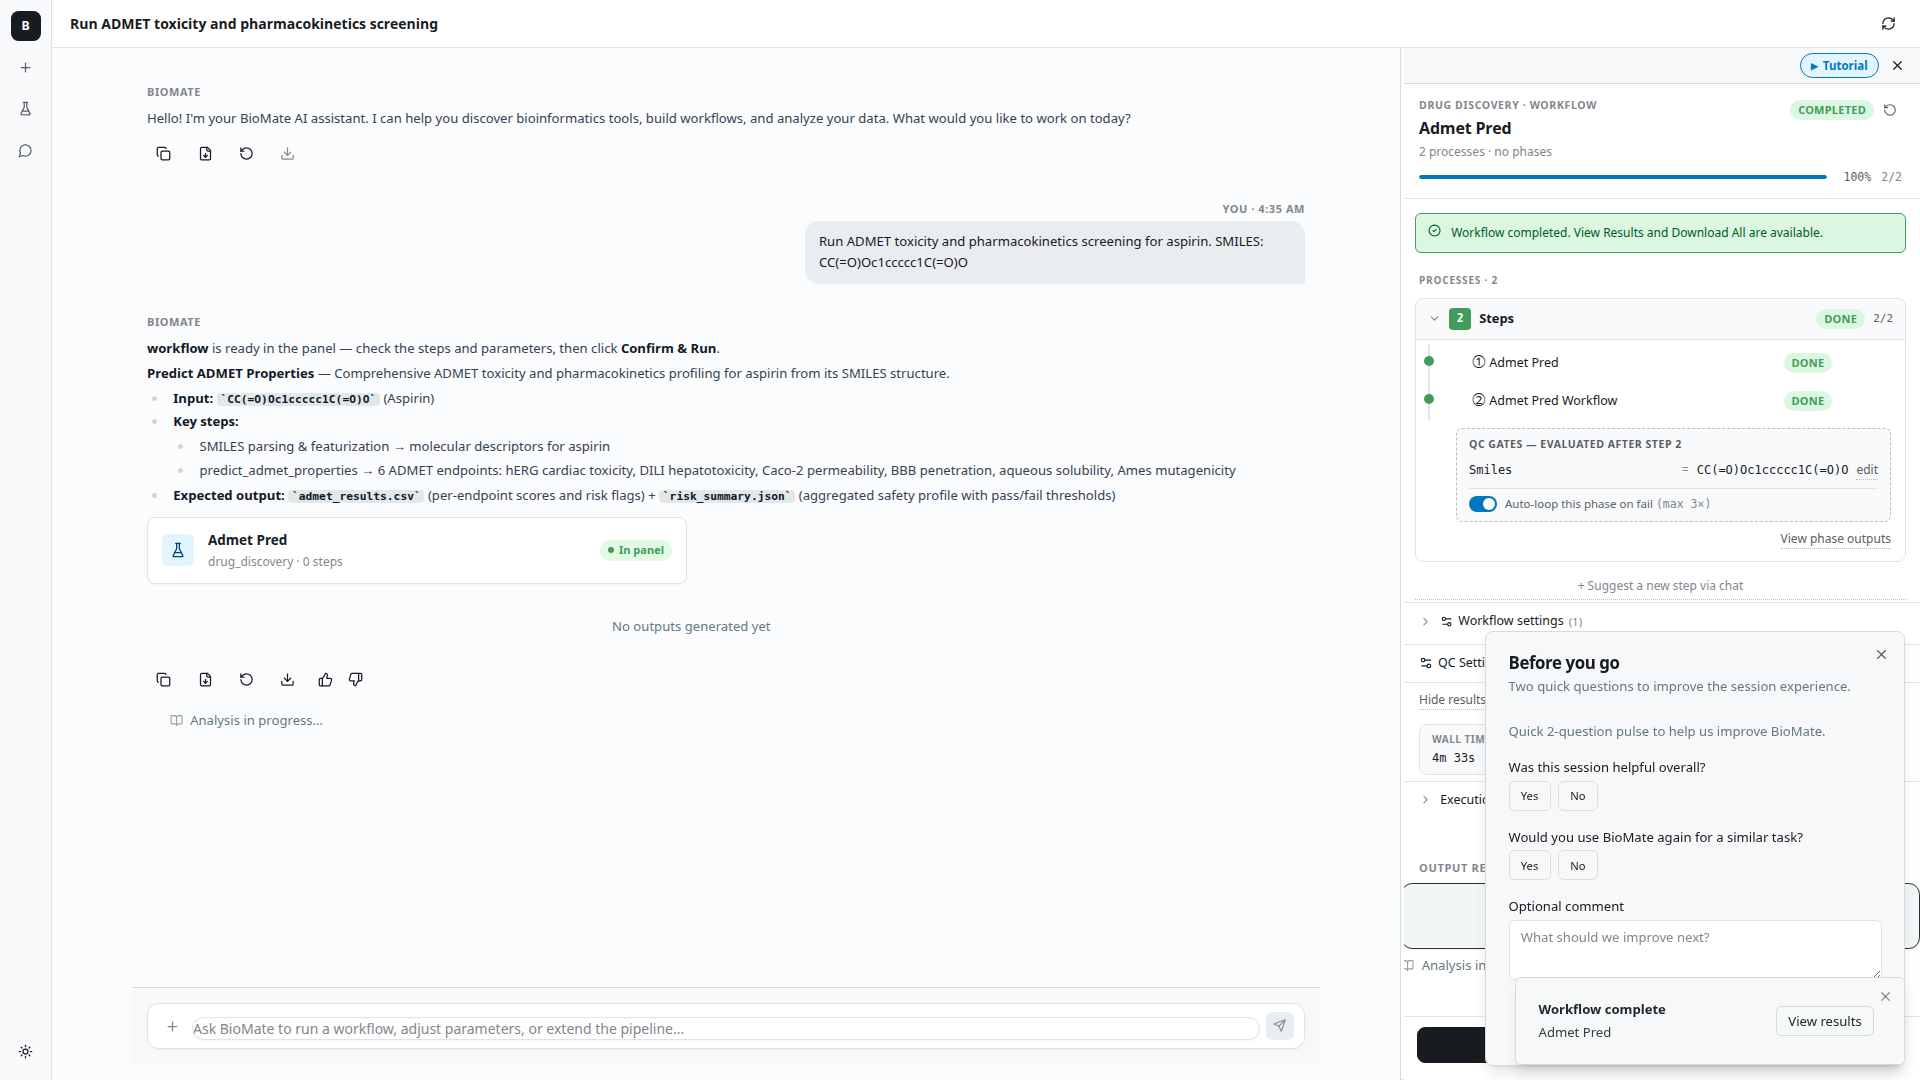 B
Run ADMET toxicity and pharmacokinetics screening
BIOMATE
Hello! I'm your BioMate AI assistant. I can help you discover bioinformatics tools, build workflows, and analyze your data. What would you like to work on today?
YOU · 4:35 AM
Run ADMET toxicity and pharmacokinetics screening for aspirin. SMILES:
CC(=O)Oc1ccccc1C(=O)O
BIOMATE
workflow is ready in the panel — check the steps and parameters, then click Confirm & Run.
Predict ADMET Properties — Comprehensive ADMET toxicity and pharmacokinetics profiling for aspirin from its SMILES structure.
Input: `CC(=O)Oc1ccccc1C(=O)O` (Aspirin)
Key steps:
SMILES parsing & featurization → molecular descriptors for aspirin
predict_admet_properties → 6 ADMET endpoints: hERG cardiac toxicity, DILI hepatotoxicity, Caco-2 permeability, BBB penetration, aqueous solubility, Ames mutagenicity
Expected output: `admet_results.csv` (per-endpoint scores and risk flags) + `risk_summary.json` (aggregated safety profile with pass/fail thresholds)
Admet Pred
drug_discovery · 0 steps
In panel
No outputs generated yet
Analysis in progress...
Ask BioMate to run a workflow, adjust parameters, or extend the pipeline...
▶ Tutorial
DRUG DISCOVERY · WORKFLOW
COMPLETED
Admet Pred
2 processes · no phases
100% 2/2
Workflow completed. View Results and Download All are available.
PROCESSES · 2
2 Steps DONE 2/2
① Admet Pred DONE
② Admet Pred Workflow DONE
QC GATES — EVALUATED AFTER STEP 2
Smiles = CC(=O)Oc1ccccc1C(=O)O edit
Auto-loop this phase on fail (max 3×)
View phase outputs
+ Suggest a new step via chat
Workflow settings (1)
QC Setti
Hide results
WALL TIM
4m 33s
Executi
OUTPUT RE
Analysis in
Before you go
Two quick questions to improve the session experience.
Quick 2-question pulse to help us improve BioMate.
Was this session helpful overall?
Yes No
Would you use BioMate again for a similar task?
Yes No
Optional comment
What should we improve next?
Workflow complete
Admet Pred
View results